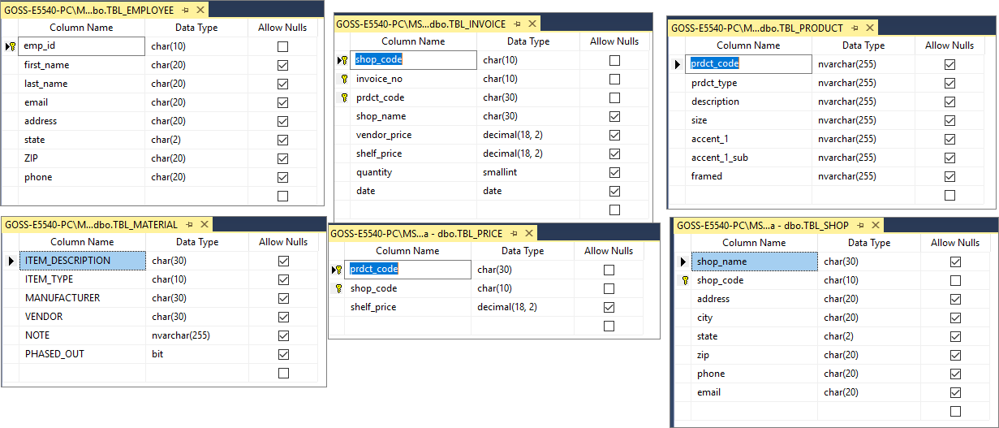 GOSS-E5540-PC\M...bo.TBL_EMPLOYEE
Column Name Data Type Allow Nulls
emp_id char(10)
first_name char(20)
last_name char(20)
email char(20)
address char(20)
state char(2)
ZIP char(20)
phone char(20)
GOSS-E5540-PC\MS...dbo.TBL_INVOICE
Column Name Data Type Allow Nulls
shop_code char(10)
invoice_no char(10)
prdct_code char(30)
shop_name char(30)
vendor_price decimal(18, 2)
shelf_price decimal(18, 2)
quantity smallint
date date
GOSS-E5540-PC\M...dbo.TBL_PRODUCT
Column Name Data Type Allow Nulls
prdct_code nvarchar(255)
prdct_type nvarchar(255)
description nvarchar(255)
size nvarchar(255)
accent_1 nvarchar(255)
accent_1_sub nvarchar(255)
framed nvarchar(255)
GOSS-E5540-PC\M...dbo.TBL_MATERIAL
Column Name Data Type Allow Nulls
ITEM_DESCRIPTION char(30)
ITEM_TYPE char(10)
MANUFACTURER char(30)
VENDOR char(30)
NOTE nvarchar(255)
PHASED_OUT bit
GOSS-E5540-PC\MS...a - dbo.TBL_PRICE
Column Name Data Type Allow Nulls
prdct_code char(30)
shop_code char(10)
shelf_price decimal(18, 2)
GOSS-E5540-PC\MS...a - dbo.TBL_SHOP
Column Name Data Type Allow Nulls
shop_name char(30)
shop_code char(10)
address char(20)
city char(20)
state char(2)
zip char(20)
phone char(20)
email char(20)